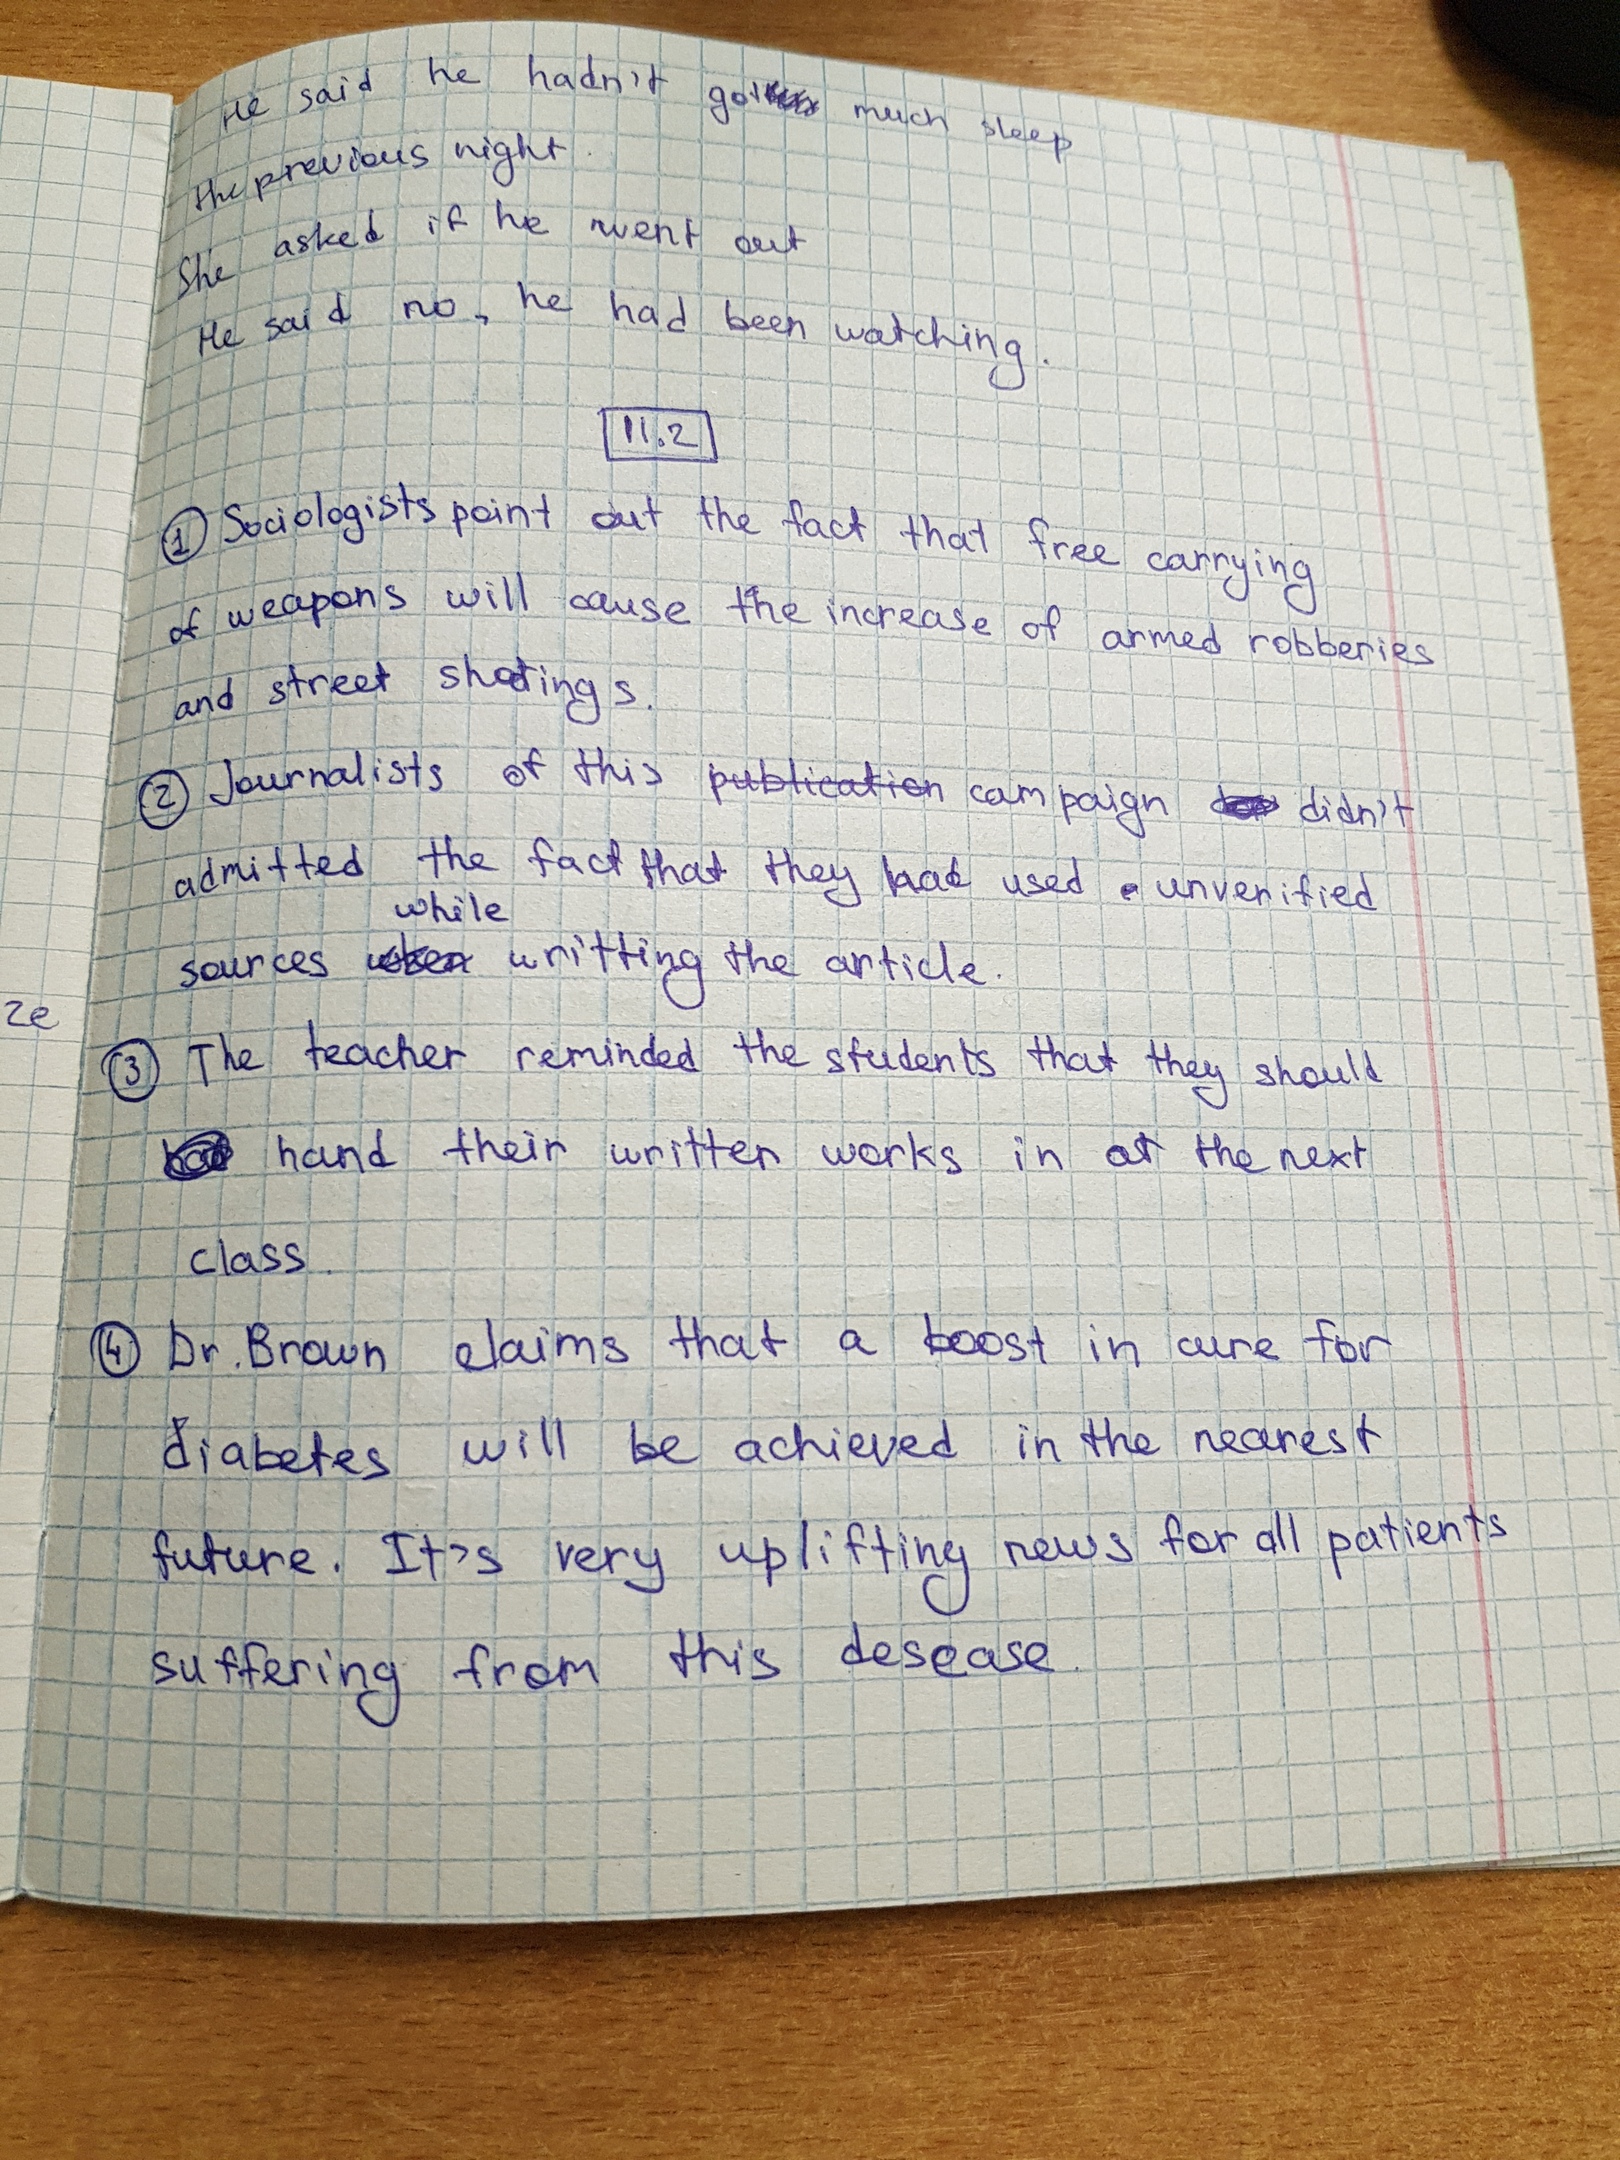 He said he hadn't got much sleep
the previous night.
She asked if he went out
He said no, he had been watching.
11.2
① Sociologists point out the fact that free carrying
of weapons will cause the increase of armed robberies
and street shotings.
② Journalists of this publication campaign didn't
admitted the fact that they had used unverified
while
sources when writting the article.
2e
③ The teacher reminded the students that they should
hand their written works in at the next
class.
④ Dr. Brown claims that a boost in cure for
diabetes will be achieved in the nearest
future. It's very uplifting news for all patients
suffering from this desease.